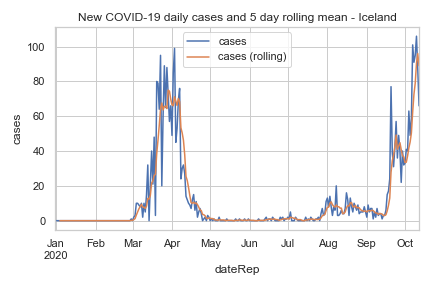 New COVID-19 daily cases and 5 day rolling mean - Iceland
cases
cases (rolling)
100
80
60
40
20
0
cases
Jan Feb Mar Apr May Jun Jul Aug Sep Oct
2020
dateRep